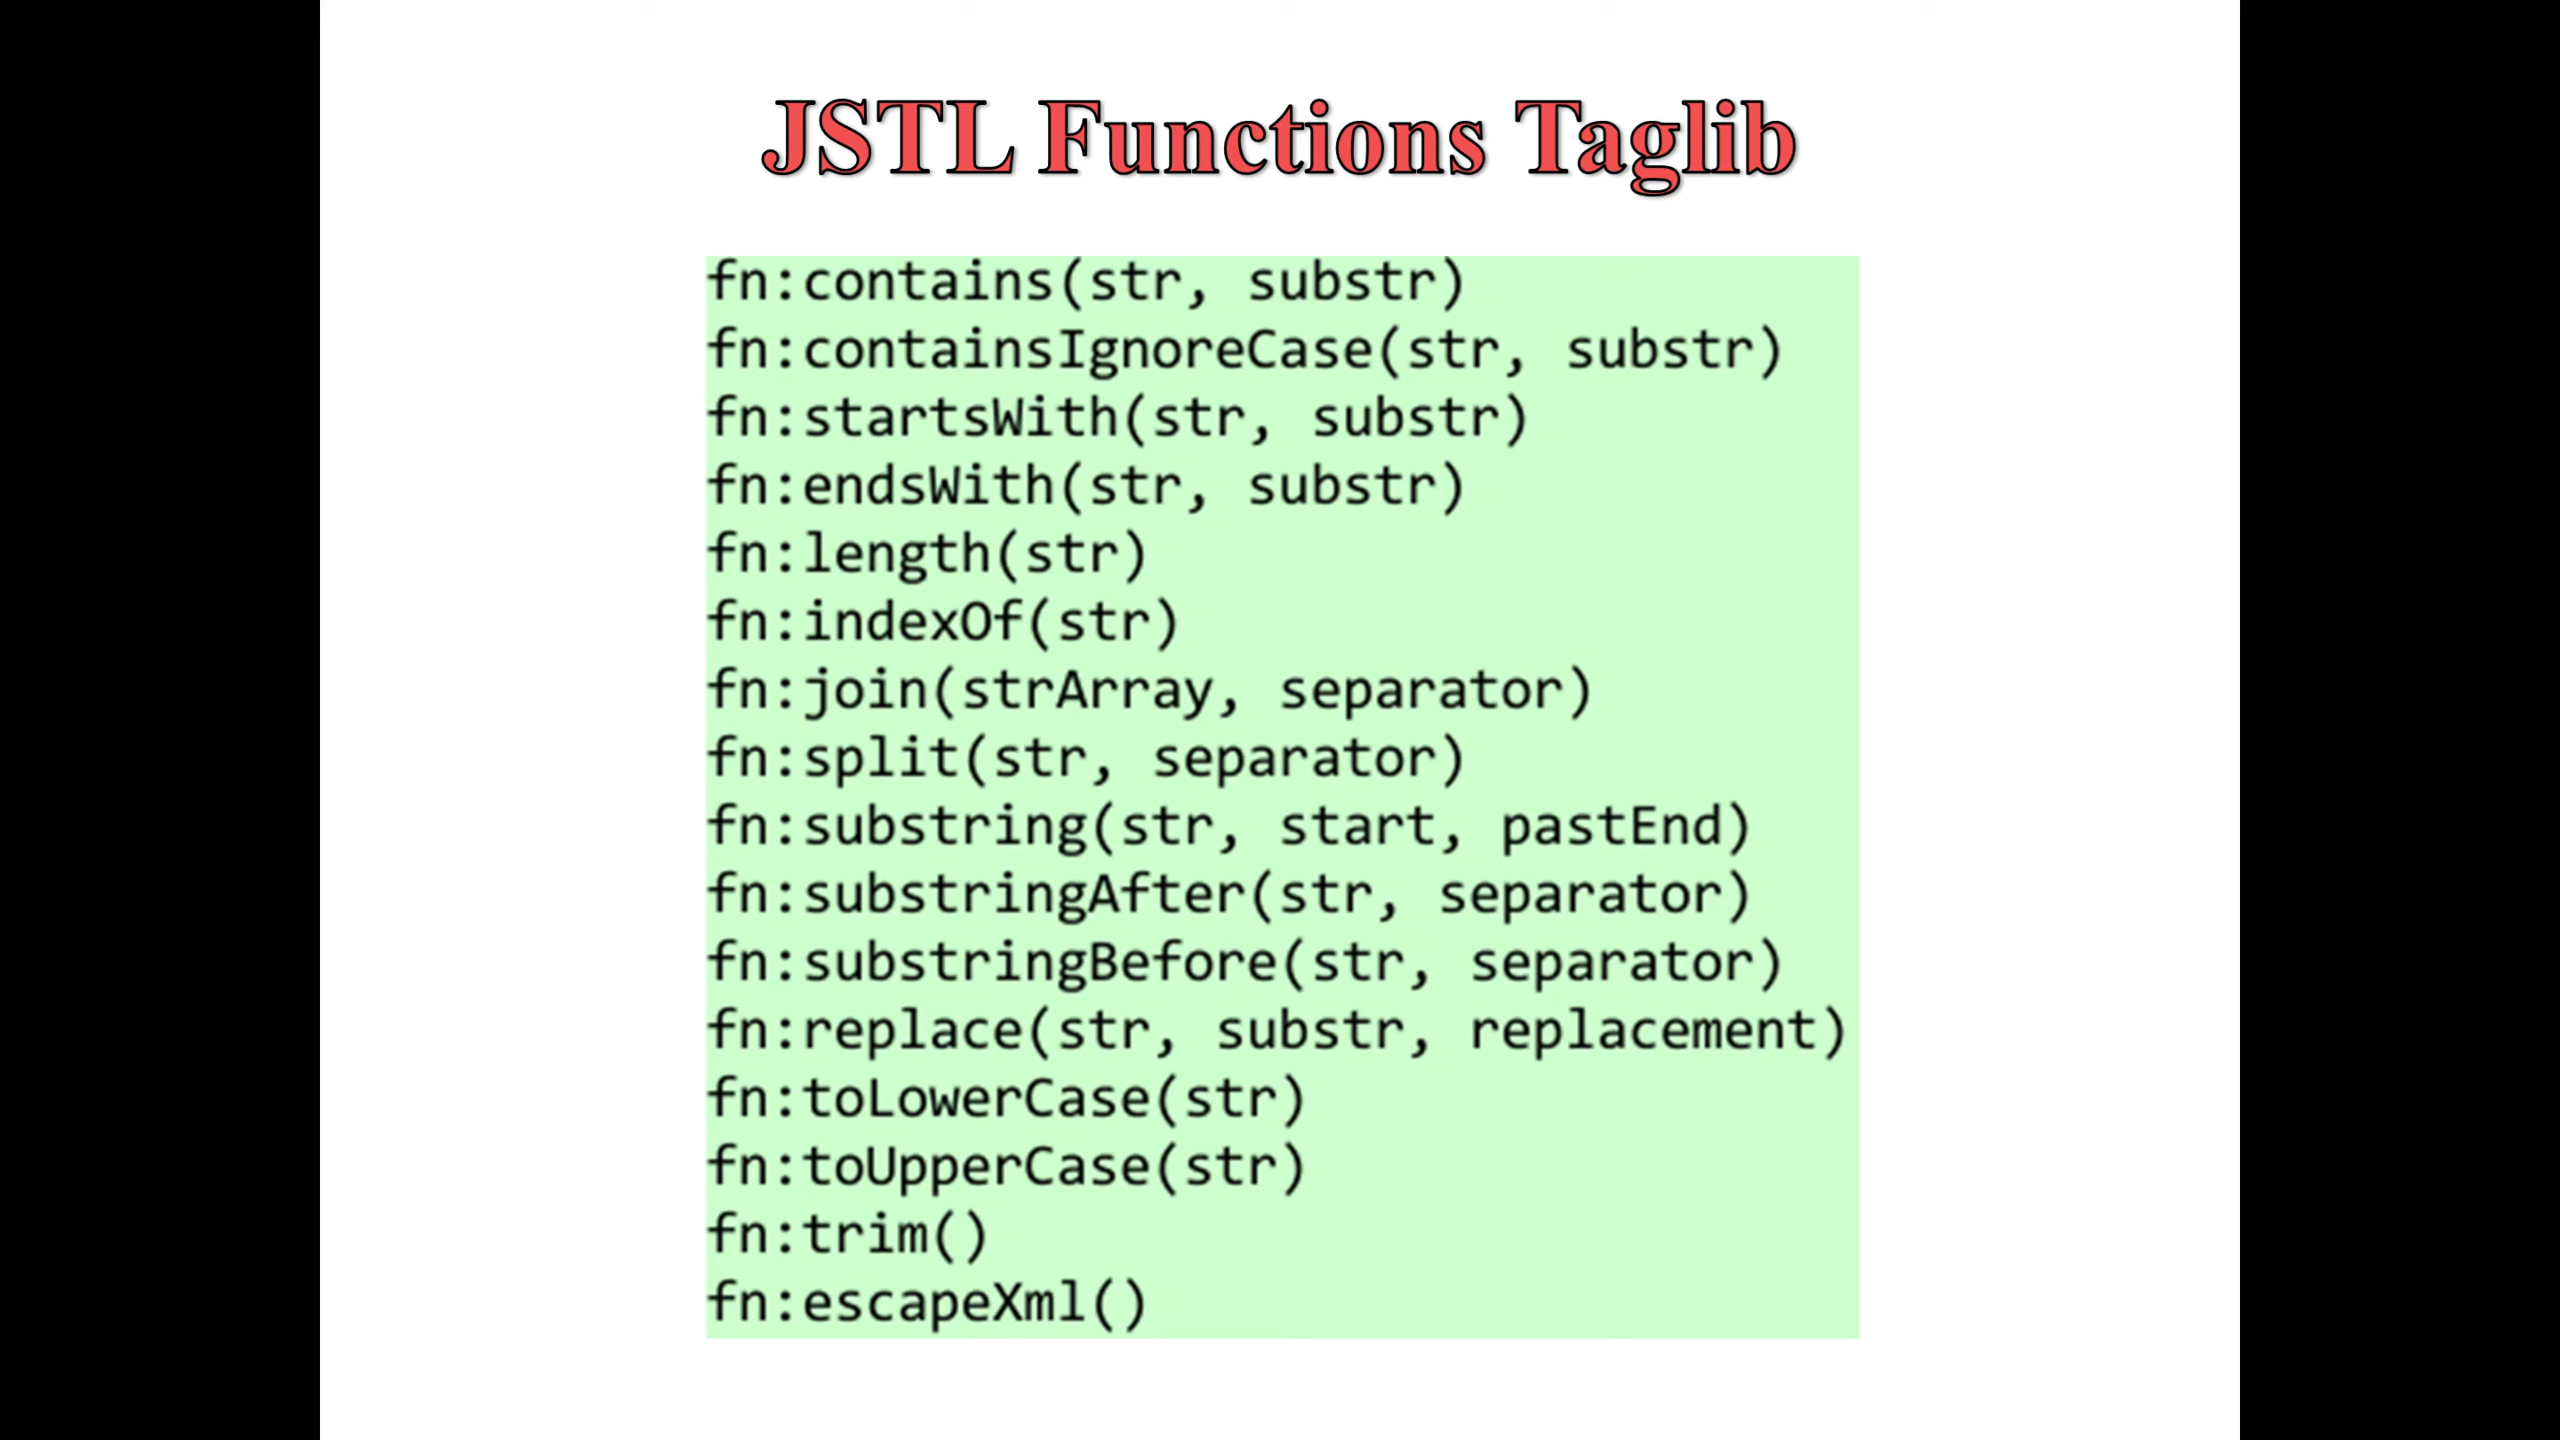 JSTL Functions Taglib
fn:contains(str, substr)
fn:containsIgnoreCase(str, substr)
fn:startsWith(str, substr)
fn:endsWith(str, substr)
fn:length(str)
fn:indexOf(str)
fn:join(strArray, separator)
fn:split(str, separator)
fn:substring(str, start, pastEnd)
fn:substringAfter(str, separator)
fn:substringBefore(str, separator)
fn:replace(str, substr, replacement)
fn:toLowerCase(str)
fn:toUpperCase(str)
fn:trim()
fn:escapeXml()